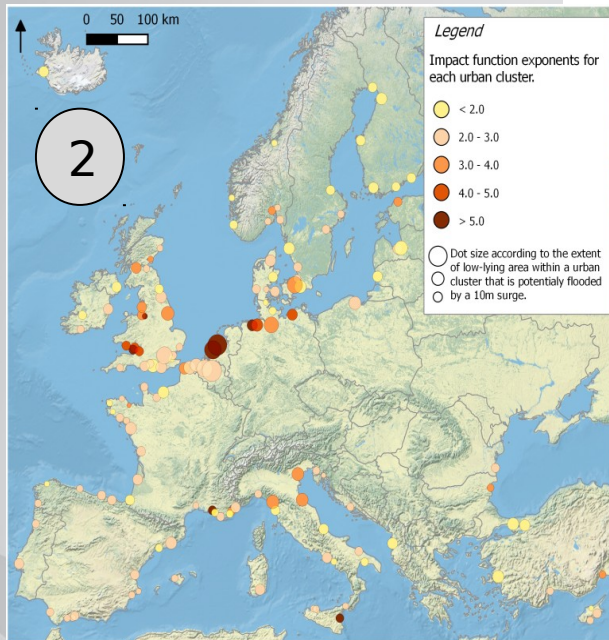 0 50 100 km
2
Legend
Impact function exponents for
each urban cluster.
< 2.0
2.0 - 3.0
3.0 - 4.0
4.0 - 5.0
> 5.0
Dot size according to the extent
of low-lying area within a urban
cluster that is potentialy flooded
by a 10m surge.